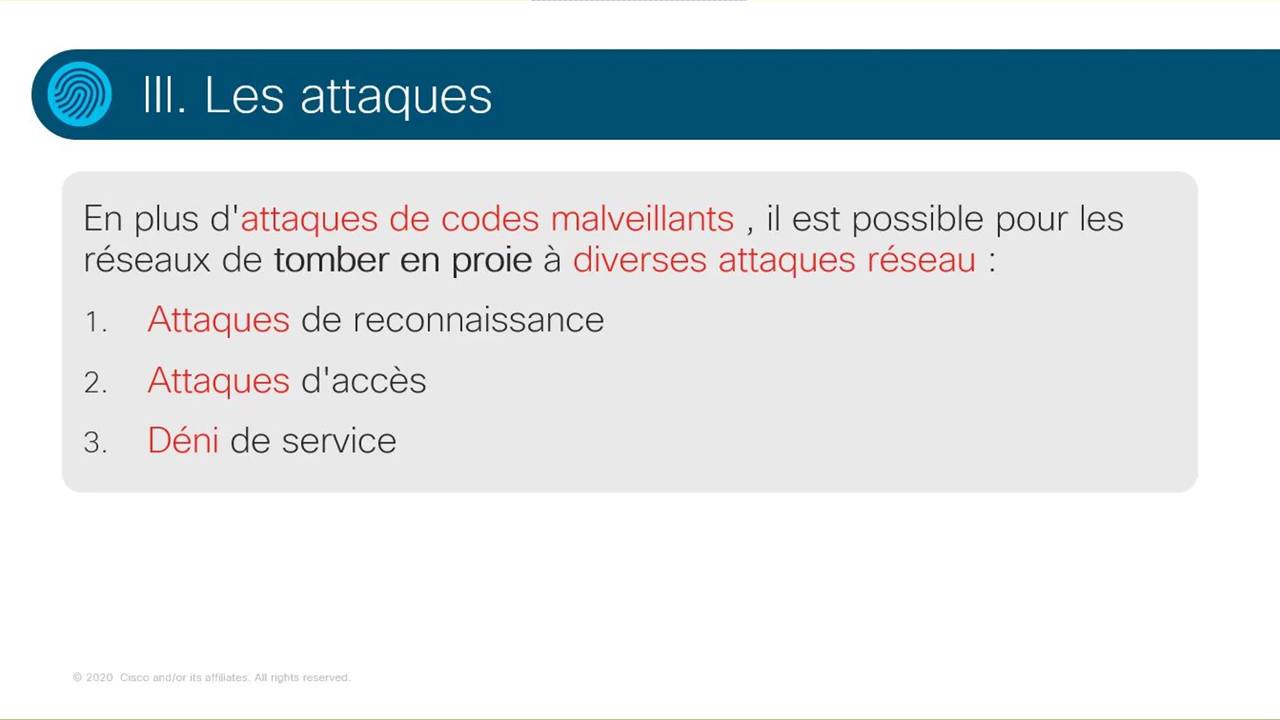 III. Les attaques
En plus d'attaques de codes malveillants , il est possible pour les
réseaux de tomber en proie à diverses attaques réseau :
1. Attaques de reconnaissance
2. Attaques d'accès
3. Déni de service
© 2020 Cisco and/or its affiliates. All rights reserved.